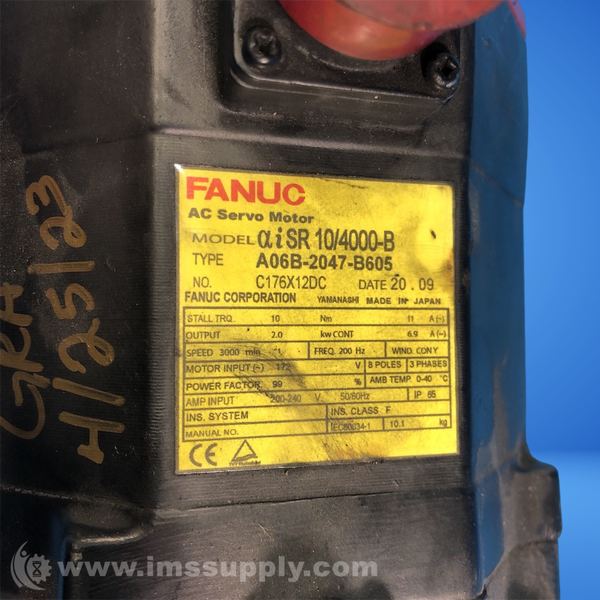 FANUC
AC Servo Motor
MODEL αiSR 10/4000-B
TYPE A06B-2047-B605
NO. C176X12DC DATE 20.09
FANUC CORPORATION YAMANASHI MADE IN JAPAN
STALL TRQ. 10 Nm 11 A(~)
OUTPUT 2.0 kW CONT 6.9 A(~)
SPEED 3000 min -1 FREQ. 200 Hz WIND. CON Y
MOTOR INPUT (~) 172 V 8 POLES 3 PHASES
POWER FACTOR 99 % AMB TEMP 0-40 °C
AMP INPUT 200-240 V 50/60Hz IP 65
INS. SYSTEM INS. CLASS F
MANUAL NO. IEC60034-1 10.1 kg
CE
GRA
4/25/23
www.imssupply.com